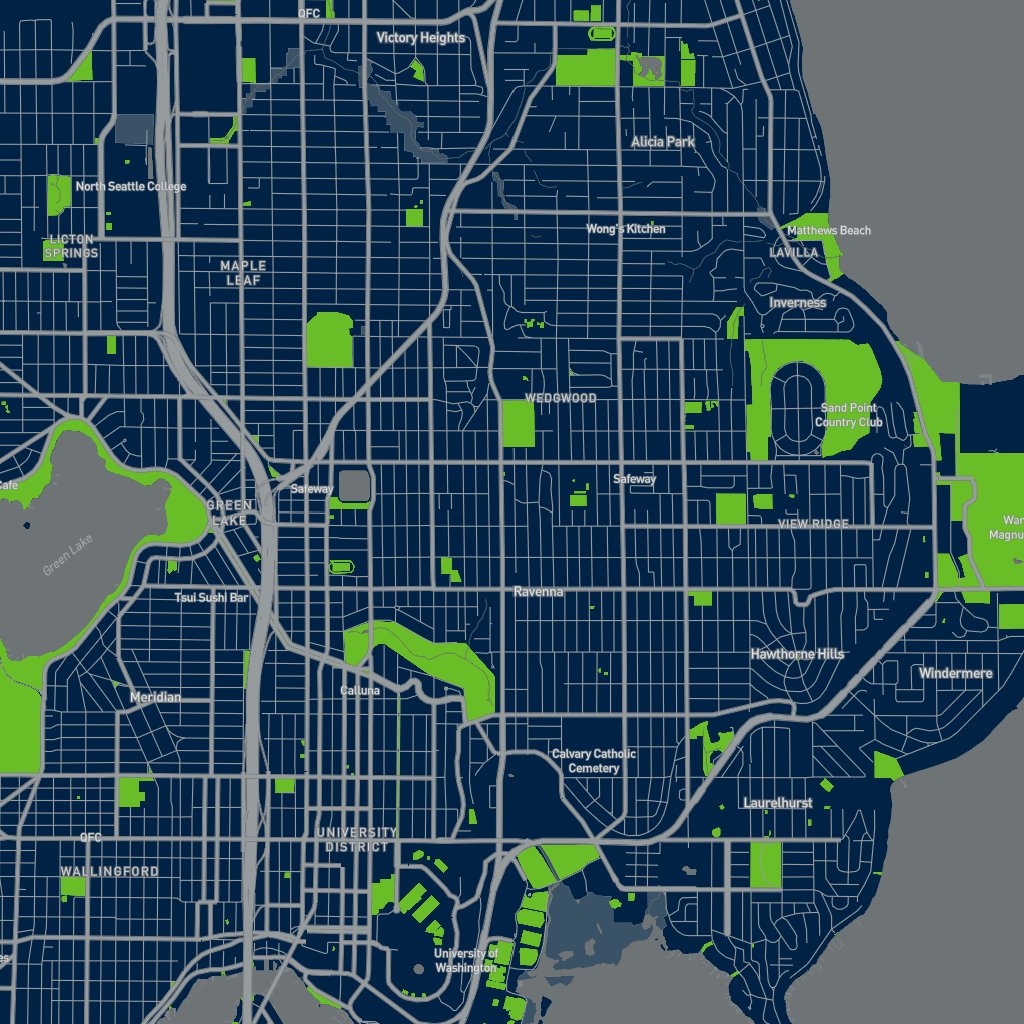 QFC
Victory Heights
Alicia Park
North Seattle College
Wong's Kitchen
Matthews Beach
LICTON
SPRINGS
LAVILLA
MAPLE
LEAF
Inverness
WEDGWOOD
Sand Point
Country Club
Safeway
Safeway
Cafe
GREEN
LAKE
VIEW RIDGE
War
Magnu
Green Lake
Tsui Sushi Bar
Ravenna
Hawthorne Hills
Windermere
Calluna
Meridian
Calvary Catholic
Cemetery
Laurelhurst
QFC
UNIVERSITY
DISTRICT
WALLINGFORD
University of
Washington
es